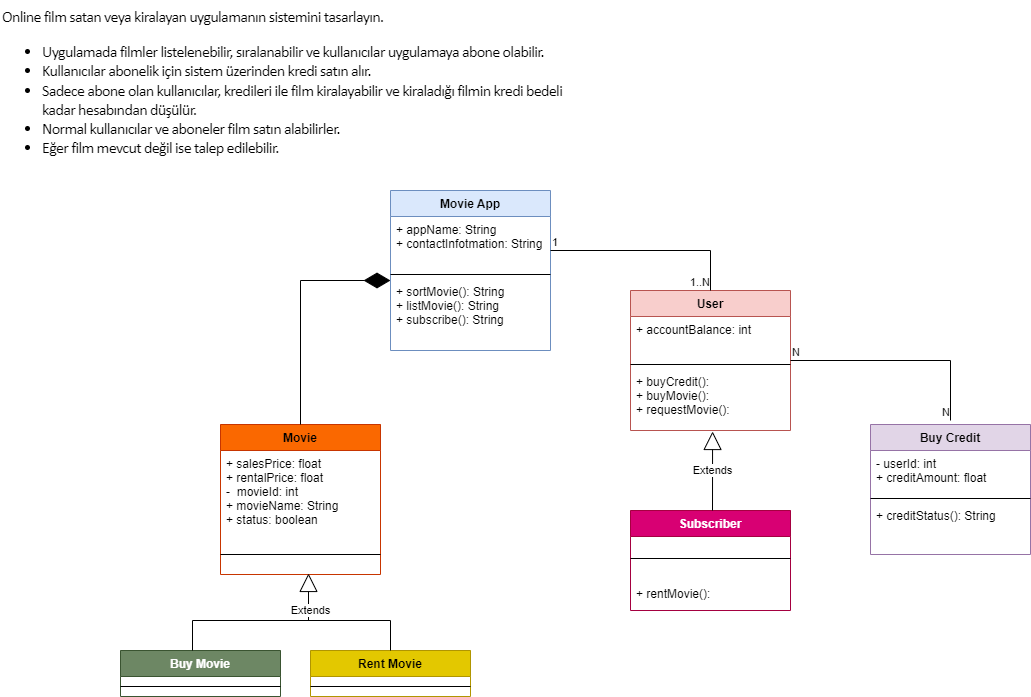 Online film satan veya kiralayan uygulamanın sistemini tasarlayın.
• Uygulamada filmler listelenebilir, sıralanabilir ve kullanıcılar uygulamaya abone olabilir.
• Kullanıcılar abonelik için sistem üzerinden kredi satın alır.
• Sadece abone olan kullanıcılar, kredileri ile film kiralayabilir ve kiraladığı filmin kredi bedeli
kadar hesabından düşülür.
• Normal kullanıcılar ve aboneler film satın alabilirler.
• Eğer film mevcut değil ise talep edilebilir.
Movie App
+ appName: String
+ contactInfotmation: String
1
+ sortMovie(): String
+ listMovie(): String
+ subscribe(): String
1..N
User
+ accountBalance: int
N
+ buyCredit():
+ buyMovie():
+ requestMovie():
N
Buy Credit
- userId: int
+ creditAmount: float
+ creditStatus(): String
Extends
Subscriber
+ rentMovie():
Movie
+ salesPrice: float
+ rentalPrice: float
- movieId: int
+ movieName: String
+ status: boolean
Extends
Buy Movie
Rent Movie